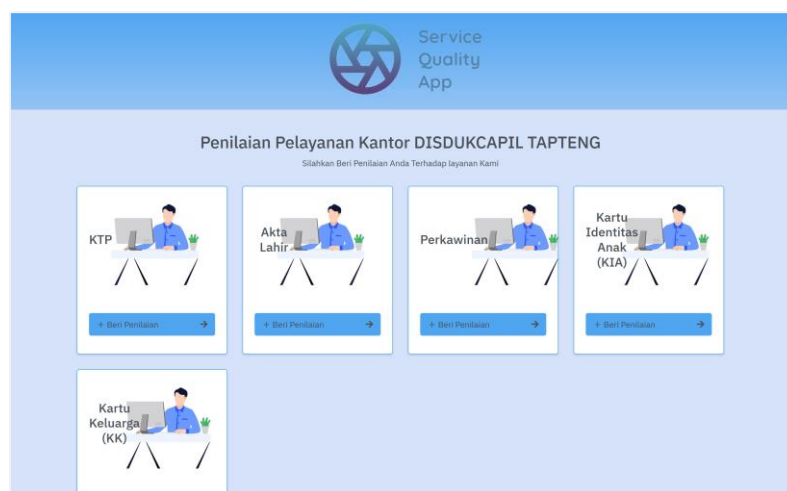 Service
Quality
App
Penilaian Pelayanan Kantor DISDUKCAPIL TAPTENG
Silahkan Beri Penilaian Anda Terhadap layanan Kami
KTP
Akta
Lahir
Perkawinan
Kartu
Identitas
Anak
(KIA)
+ Beri Penilaian →
+ Beri Penilaian →
+ Beri Penilaian →
+ Beri Penilaian →
Kartu
Keluarga
(KK)